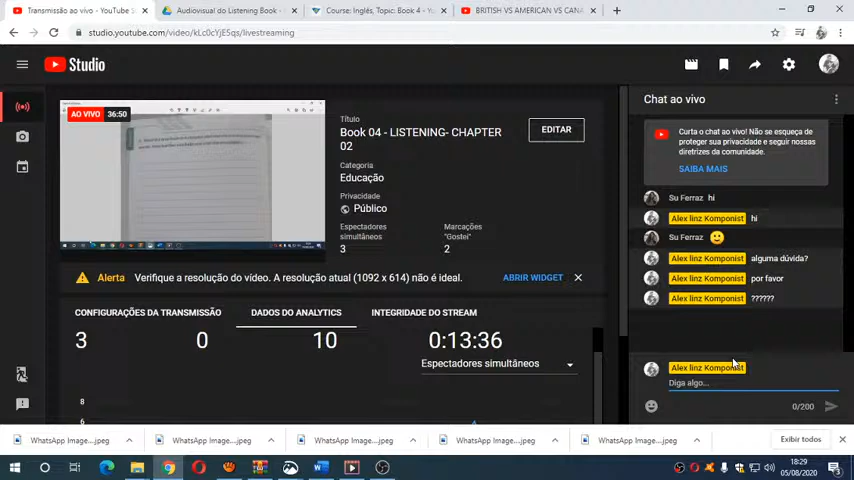 Transmissão ao vivo - YouTube S
Audiovisual do Listening Book -
Course: Inglês, Topic: Book 4 - Y
BRITISH VS AMERICAN VS CANA
studio.youtube.com/video/kLc0cYjE5qs/livestreaming
Studio
AO VIVO 36:50
Título
Book 04 - LISTENING- CHAPTER
02
EDITAR
Categoria
Educação
Privacidade
Público
Espectadores
simultâneos
3
Marcações
"Gostei"
2
Alerta Verifique a resolução do vídeo. A resolução atual (1092 x 614) não é ideal. ABRIR WIDGET
CONFIGURAÇÕES DA TRANSMISSÃO DADOS DO ANALYTICS INTEGRIDADE DO STREAM
3 0 10 0:13:36
Espectadores simultâneos
8
6
Chat ao vivo
Curta o chat ao vivo! Não se esqueça de
proteger sua privacidade e seguir nossas
diretrizes da comunidade.
SAIBA MAIS
Su Ferraz hi
Alex linz Komponist hi
Su Ferraz
Alex linz Komponist alguma dúvida?
Alex linz Komponist por favor
Alex linz Komponist ??????
Alex linz Komponist
Diga algo...
0/200
WhatsApp Image....jpeg
WhatsApp Image....jpeg
WhatsApp Image....jpeg
WhatsApp Image....jpeg
WhatsApp Image....jpeg
Exibir todos
18:29
05/08/2020
3